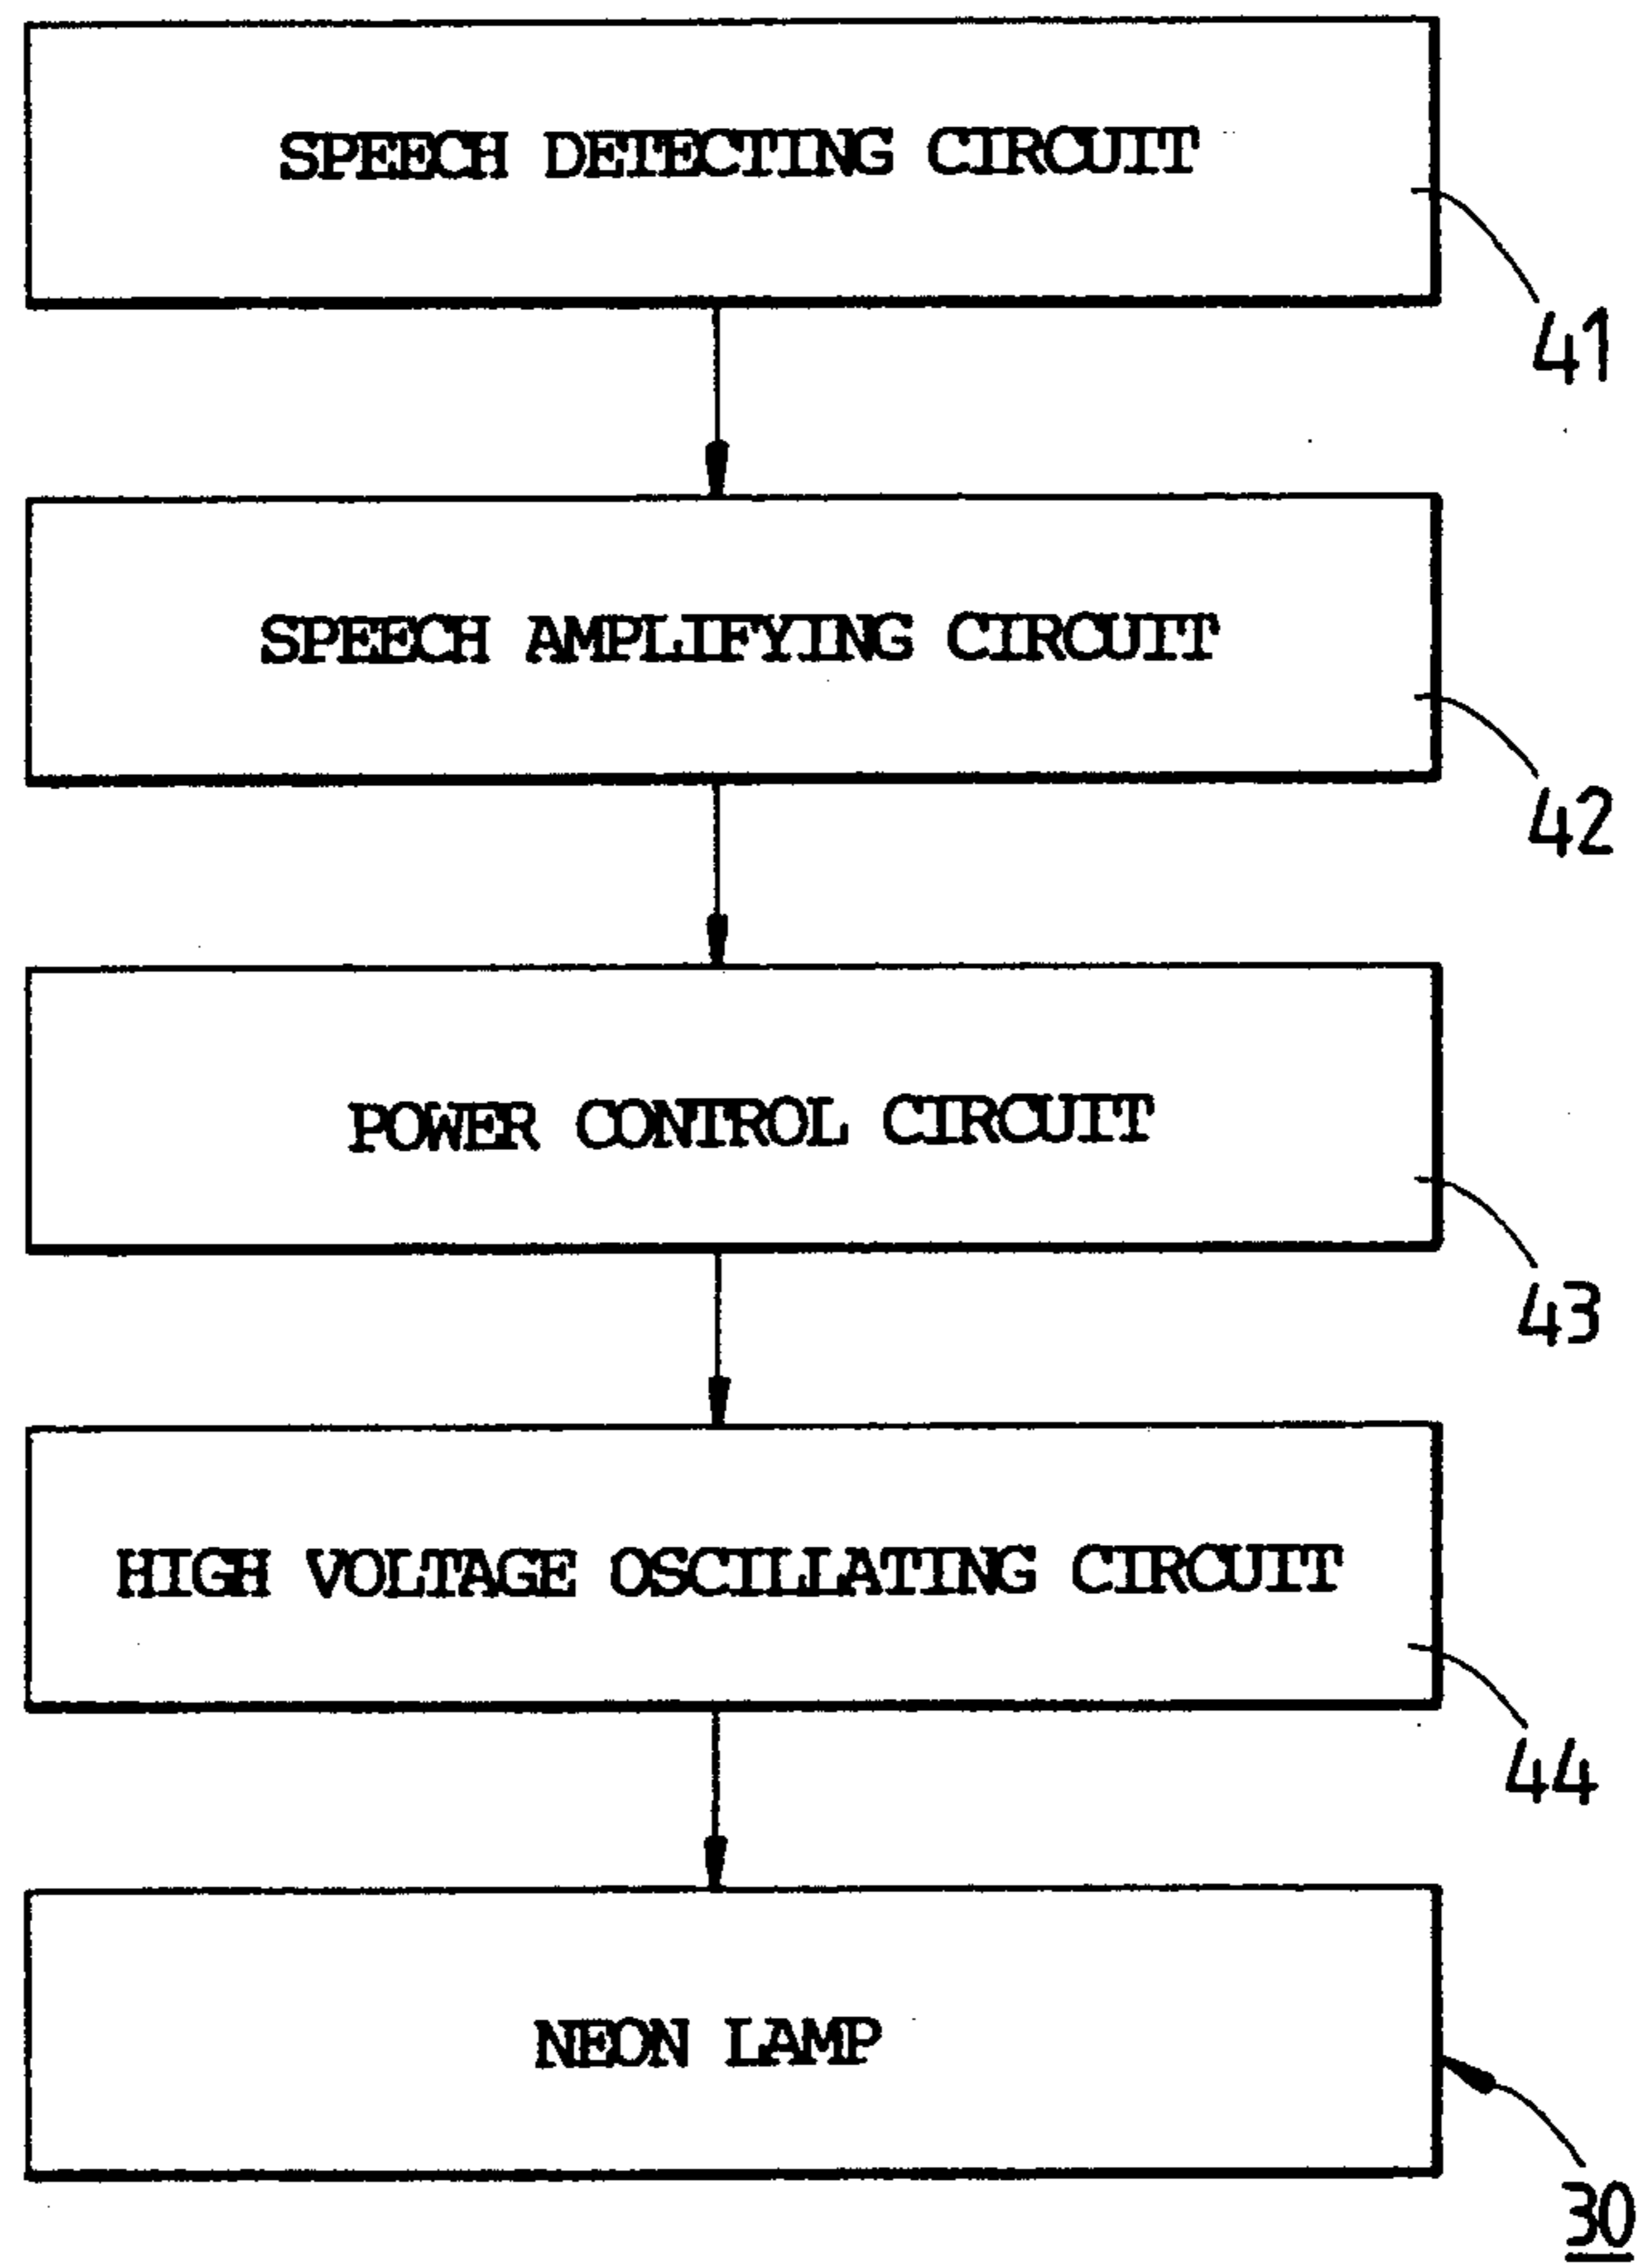 SPEECH DETECTING CIRCUIT
41
SPEECH AMPLIFYING CIRCUIT
42
POWER CONTROL CIRCUIT
43
HIGH VOLTAGE OSCILLATING CIRCUIT
44
NEON LAMP
30